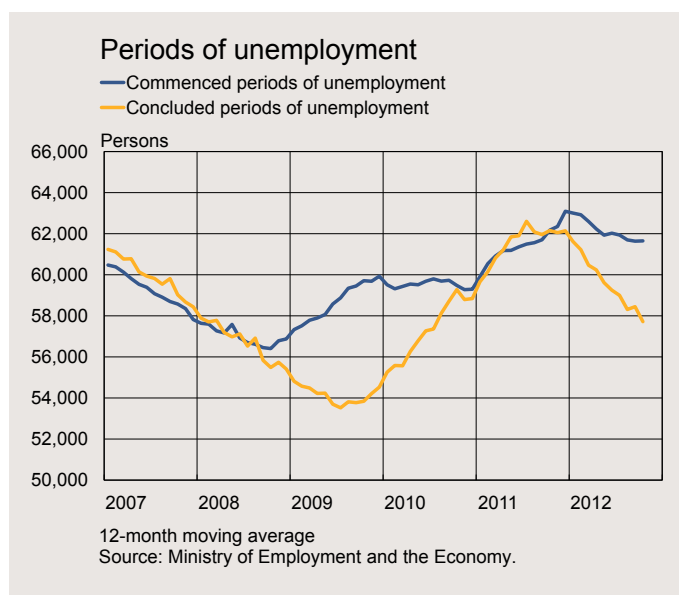 Periods of unemployment
Commenced periods of unemployment
Concluded periods of unemployment
Persons
66,000
64,000
62,000
60,000
58,000
56,000
54,000
52,000
50,000
2007 2008 2009 2010 2011 2012
12-month moving average
Source: Ministry of Employment and the Economy.